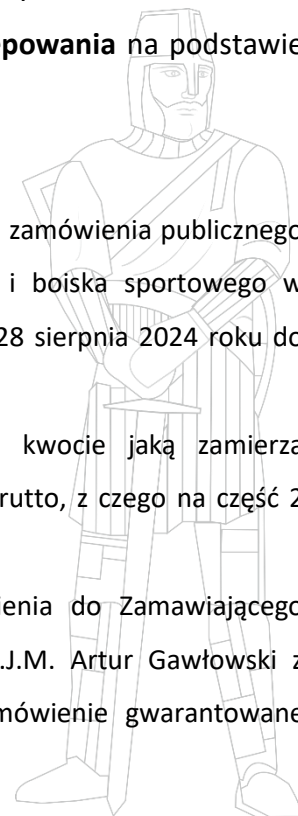 powania na podstawie
zamówienia publicznego
i boiska sportowego w
28 sierpnia 2024 roku do
kwocie jaką zamierza
rutto, z czego na część 2
ienia do Zamawiającego
.J.M. Artur Gawłowski z
mówienie gwarantowane